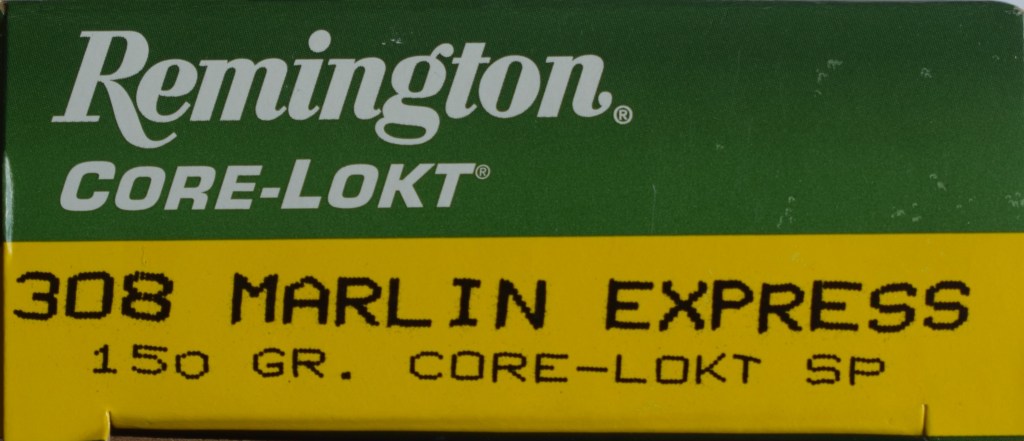 Remington®
CORE-LOKT®
308 MARLIN EXPRESS
150 GR. CORE-LOKT SP